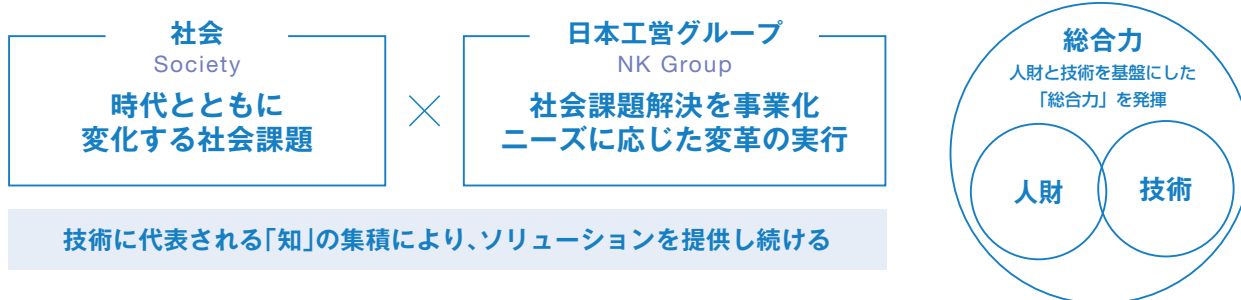 社会
Society
時代とともに
変化する社会課題
×
日本工営グループ
NK Group
社会課題解決を事業化
ニーズに応じた変革の実行
技術に代表される「知」の集積により、ソリューションを提供し続ける
総合力
人財と技術を基盤にした
「総合力」を発揮
人財
技術